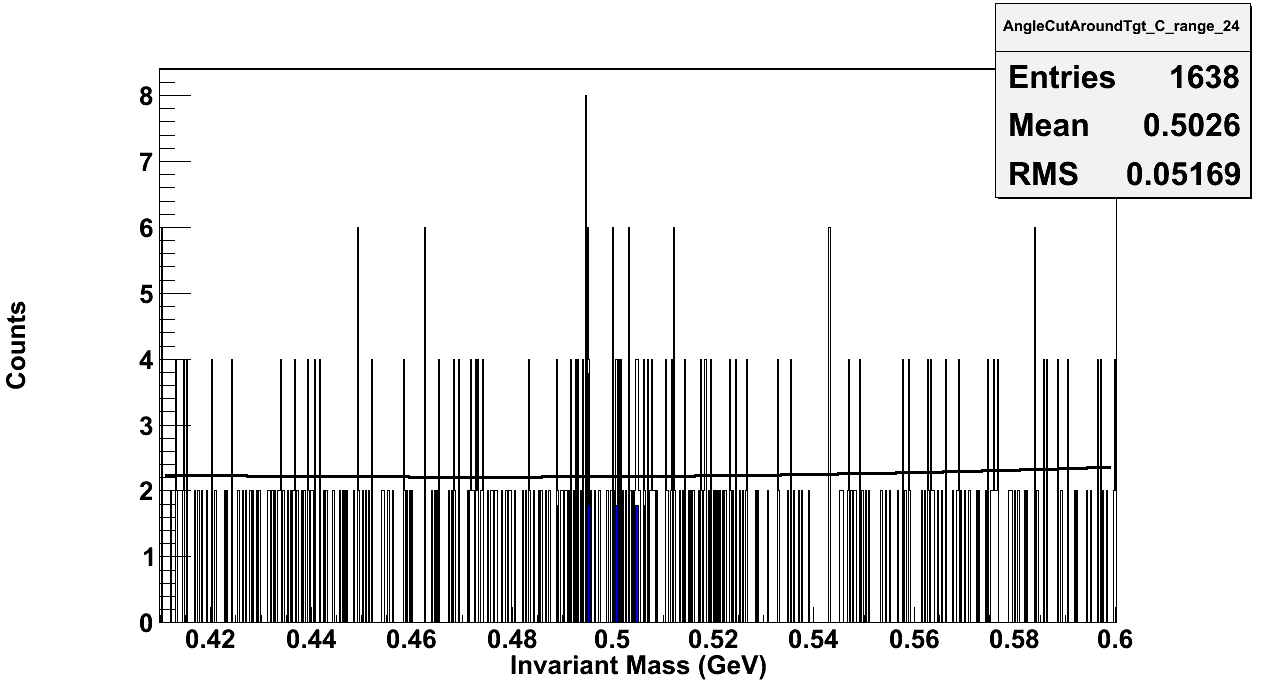 AngleCutAroundTgt_C_range_24
Entries 1638
Mean 0.5026
RMS 0.05169
Counts
8
7
6
5
4
3
2
1
0
0.42 0.44 0.46 0.48 0.5 0.52 0.54 0.56 0.58 0.6
Invariant Mass (GeV)